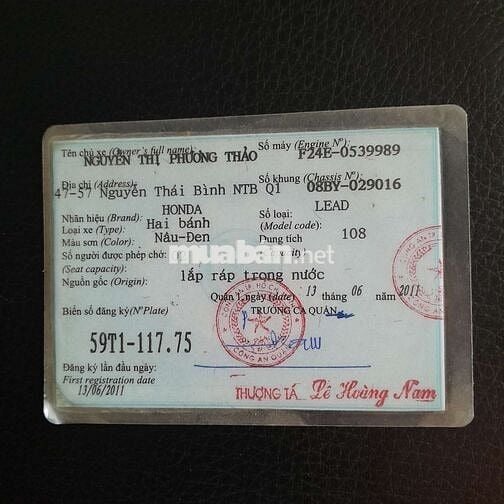 Tên chủ xe (Owner's full name): Số máy (Engine N°):
NGUYỄN THỊ PHƯƠNG THẢO F24E-0539989
Địa chỉ (Address): Số khung (Chassis N°):
47-57 Nguyễn Thái Bình NTB Q1 08BY-029016
Nhãn hiệu (Brand): HONDA Số loại: LEAD
Loại xe (Type): Hai bánh (Model code):
Màu sơn (Color): Nâu-Đen Dung tích 108
Số người được phép chở:
(Seat capacity):
Nguồn gốc (Origin): lắp ráp trong nước
Quận 1 ngày (date) 13 tháng 06 năm 2011
Biển số đăng ký (N°Plate) TRƯỞNG CA QUẬN
59T1-117.75
CÔNG AN QUẬN
Đăng ký lần đầu ngày:
First registration date
13/06/2011
THƯỢNG TÁ Lê Hoàng Nam
muaban.net